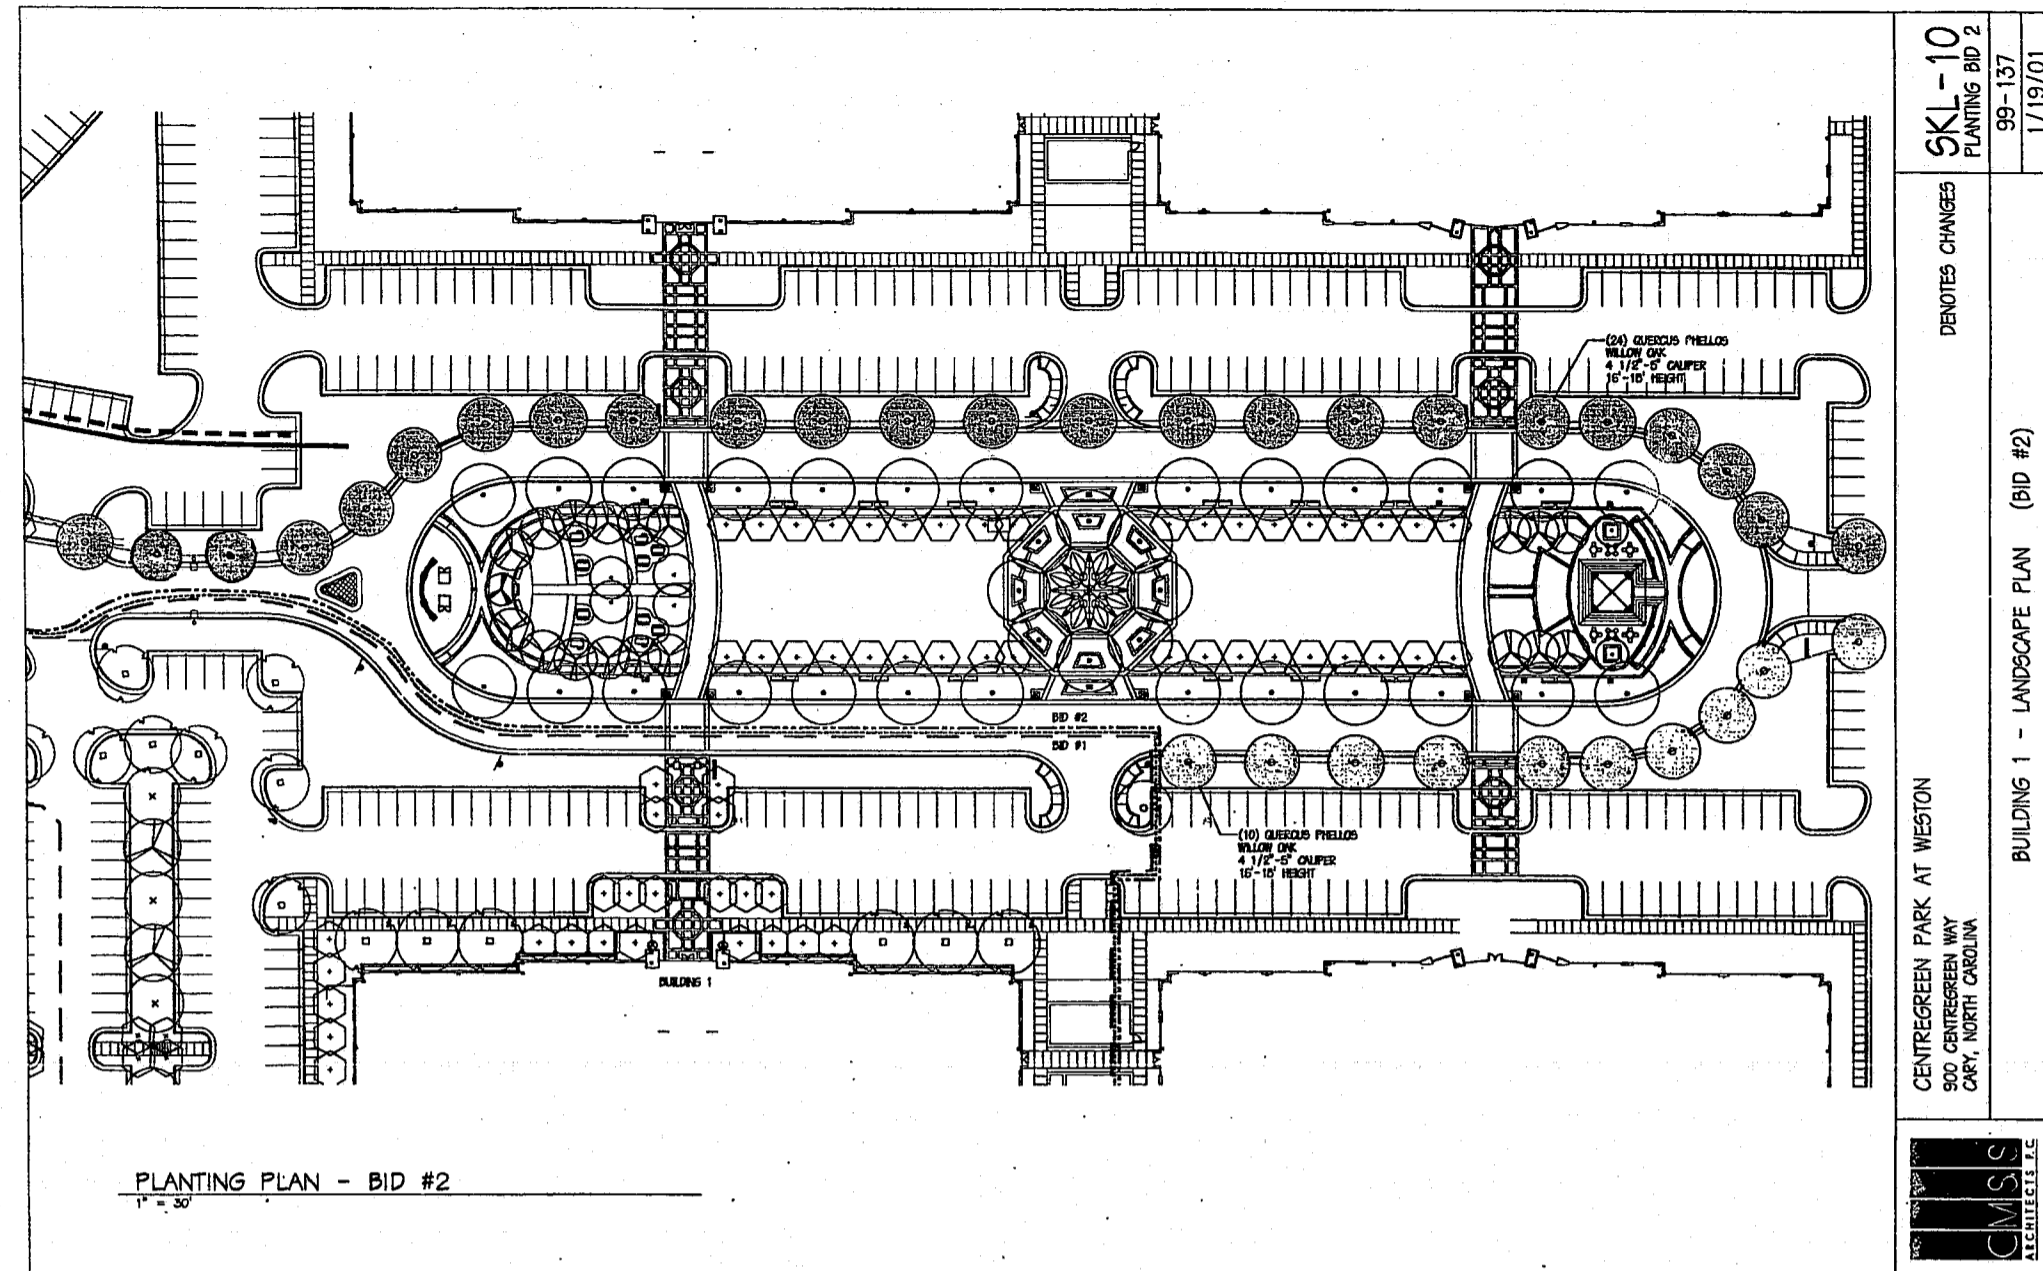 (24) QUERCUS PHELLOS
WILLOW OAK
4 1/2"-5" CALIPER
16'-18' HEIGHT
BID #2
BID #1
(10) QUERCUS PHELLOS
WILLOW OAK
4 1/2"-5" CALIPER
16'-18' HEIGHT
BUILDING 1
PLANTING PLAN - BID #2
1" = 30'
SKL-10
PLANTING BID 2
99-137
1/19/01
DENOTES CHANGES
BUILDING 1 - LANDSCAPE PLAN (BID #2)
CENTREGREEN PARK AT WESTON
900 CENTREGREEN WAY
CARY, NORTH CAROLINA
CMSS
ARCHITECTS P.C.